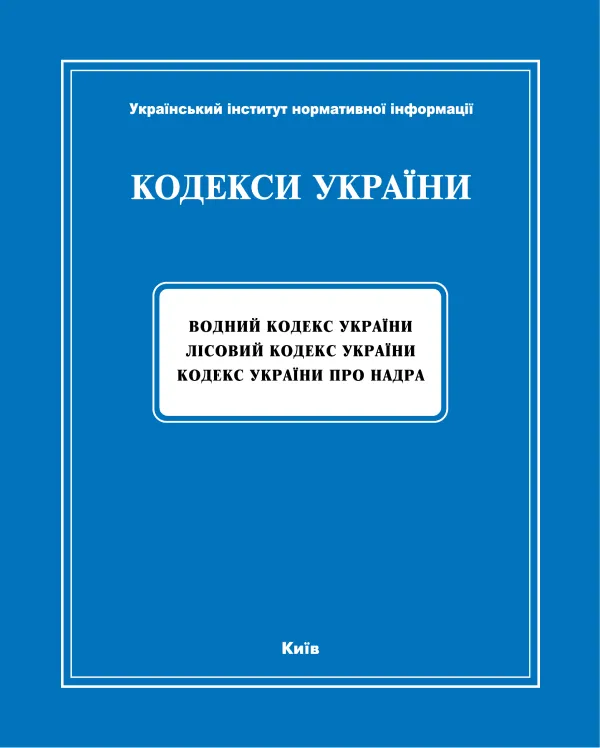 Український інститут нормативної інформації
КОДЕКСИ УКРАЇНИ
ВОДНИЙ КОДЕКС УКРАЇНИ
ЛІСОВИЙ КОДЕКС УКРАЇНИ
КОДЕКС УКРАЇНИ ПРО НАДРА
Київ